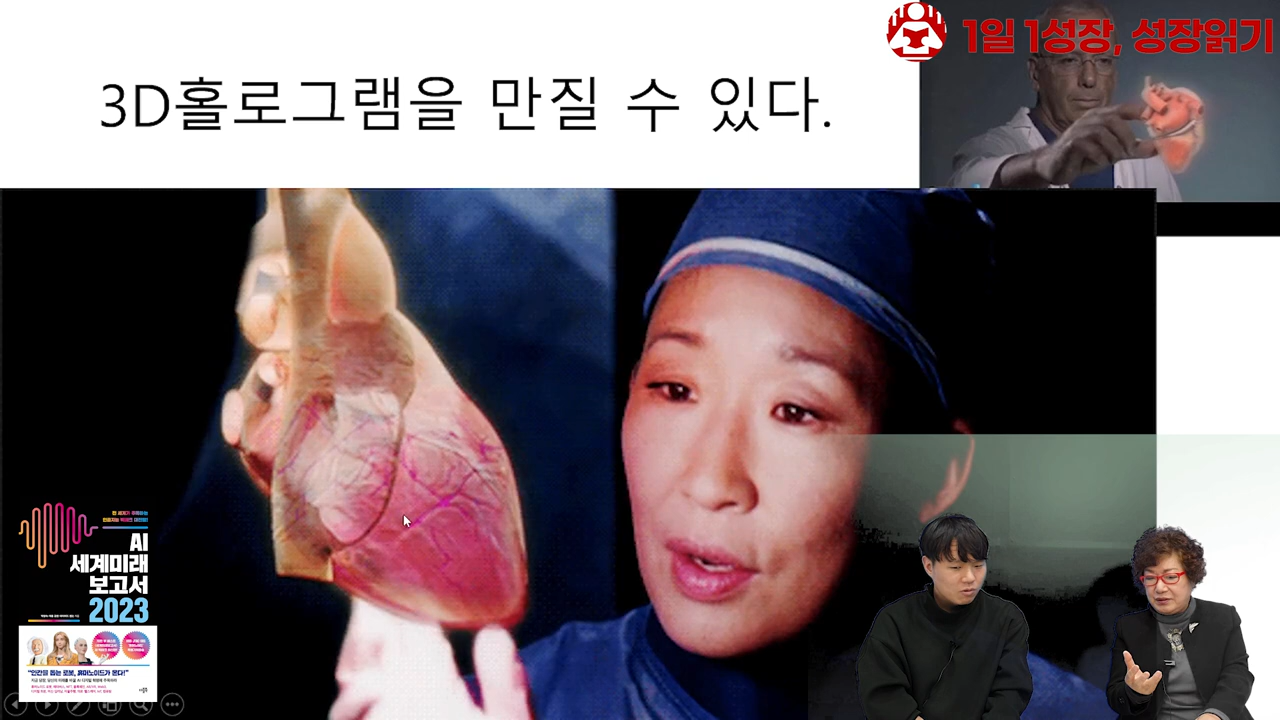 1일 1성장, 성장읽기
3D홀로그램을 만질 수 있다.
AI
세계미래
보고서
2023
"인간을 돕는 로봇, 휴머노이드가 온다!"